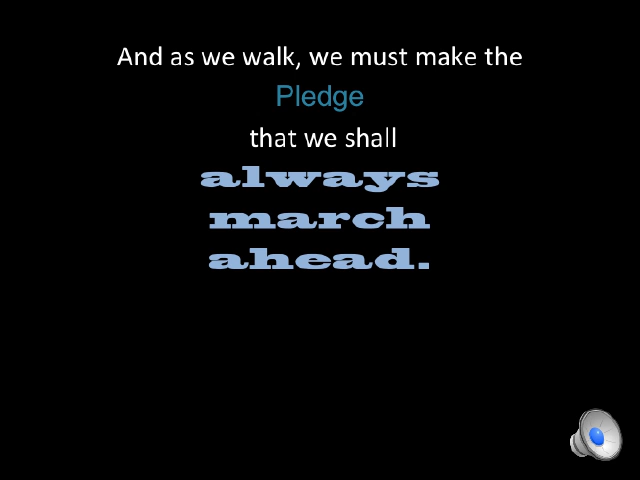 And as we walk, we must make the
Pledge
that we shall
always
march
ahead.